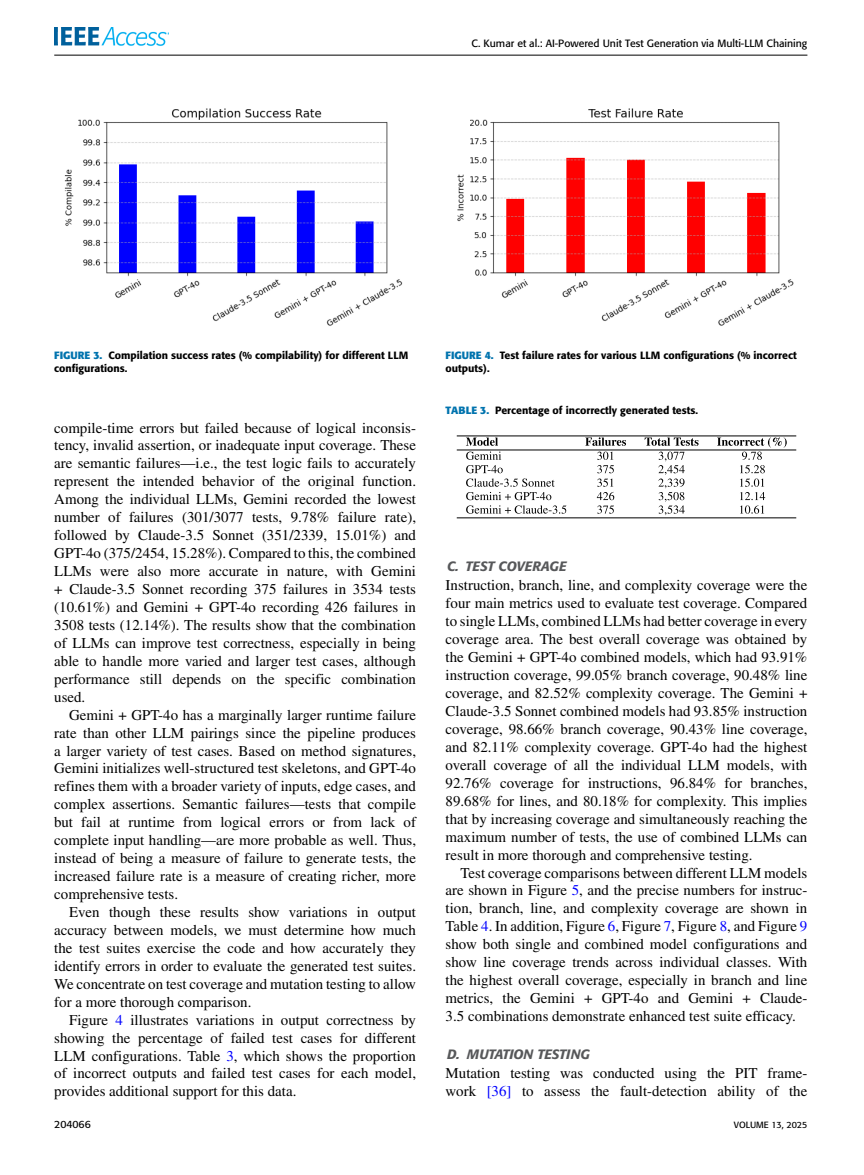 IEEE Access
C. Kumar et al.: AI-Powered Unit Test Generation via Multi-LLM Chaining
Compilation Success Rate
% Compilable
100.0
99.8
99.6
99.4
99.2
99.0
98.8
98.6
Gemini
GPT-4o
Claude-3.5 Sonnet
Gemini + GPT-4o
Gemini + Claude-3.5
FIGURE 3. Compilation success rates (% compilability) for different LLM
configurations.
Test Failure Rate
% Incorrect
20.0
17.5
15.0
12.5
10.0
7.5
5.0
2.5
0.0
Gemini
GPT-4o
Claude-3.5 Sonnet
Gemini + GPT-4o
Gemini + Claude-3.5
FIGURE 4. Test failure rates for various LLM configurations (% incorrect
outputs).
compile-time errors but failed because of logical inconsis-
tency, invalid assertion, or inadequate input coverage. These
are semantic failures—i.e., the test logic fails to accurately
represent the intended behavior of the original function.
Among the individual LLMs, Gemini recorded the lowest
number of failures (301/3077 tests, 9.78% failure rate),
followed by Claude-3.5 Sonnet (351/2339, 15.01%) and
GPT-4o (375/2454, 15.28%). Compared to this, the combined
LLMs were also more accurate in nature, with Gemini
+ Claude-3.5 Sonnet recording 375 failures in 3534 tests
(10.61%) and Gemini + GPT-4o recording 426 failures in
3508 tests (12.14%). The results show that the combination
of LLMs can improve test correctness, especially in being
able to handle more varied and larger test cases, although
performance still depends on the specific combination
used.
Gemini + GPT-4o has a marginally larger runtime failure
rate than other LLM pairings since the pipeline produces
a larger variety of test cases. Based on method signatures,
Gemini initializes well-structured test skeletons, and GPT-4o
refines them with a broader variety of inputs, edge cases, and
complex assertions. Semantic failures—tests that compile
but fail at runtime from logical errors or from lack of
complete input handling—are more probable as well. Thus,
instead of being a measure of failure to generate tests, the
increased failure rate is a measure of creating richer, more
comprehensive tests.
Even though these results show variations in output
accuracy between models, we must determine how much
the test suites exercise the code and how accurately they
identify errors in order to evaluate the generated test suites.
We concentrate on test coverage and mutation testing to allow
for a more thorough comparison.
Figure 4 illustrates variations in output correctness by
showing the percentage of failed test cases for different
LLM configurations. Table 3, which shows the proportion
of incorrect outputs and failed test cases for each model,
provides additional support for this data.
TABLE 3. Percentage of incorrectly generated tests.
Model Failures Total Tests Incorrect (%)
Gemini 301 3,077 9.78
GPT-4o 375 2,454 15.28
Claude-3.5 Sonnet 351 2,339 15.01
Gemini + GPT-4o 426 3,508 12.14
Gemini + Claude-3.5 375 3,534 10.61
C. TEST COVERAGE
Instruction, branch, line, and complexity coverage were the
four main metrics used to evaluate test coverage. Compared
to single LLMs, combined LLMs had better coverage in every
coverage area. The best overall coverage was obtained by
the Gemini + GPT-4o combined models, which had 93.91%
instruction coverage, 99.05% branch coverage, 90.48% line
coverage, and 82.52% complexity coverage. The Gemini +
Claude-3.5 Sonnet combined models had 93.85% instruction
coverage, 98.66% branch coverage, 90.43% line coverage,
and 82.11% complexity coverage. GPT-4o had the highest
overall coverage of all the individual LLM models, with
92.76% coverage for instructions, 96.84% for branches,
89.68% for lines, and 80.18% for complexity. This implies
that by increasing coverage and simultaneously reaching the
maximum number of tests, the use of combined LLMs can
result in more thorough and comprehensive testing.
Test coverage comparisons between different LLM models
are shown in Figure 5, and the precise numbers for instruc-
tion, branch, line, and complexity coverage are shown in
Table 4. In addition, Figure 6, Figure 7, Figure 8, and Figure 9
show both single and combined model configurations and
show line coverage trends across individual classes. With
the highest overall coverage, especially in branch and line
metrics, the Gemini + GPT-4o and Gemini + Claude-
3.5 combinations demonstrate enhanced test suite efficacy.
D. MUTATION TESTING
Mutation testing was conducted using the PIT frame-
work [36] to assess the fault-detection ability of the
204066
VOLUME 13, 2025